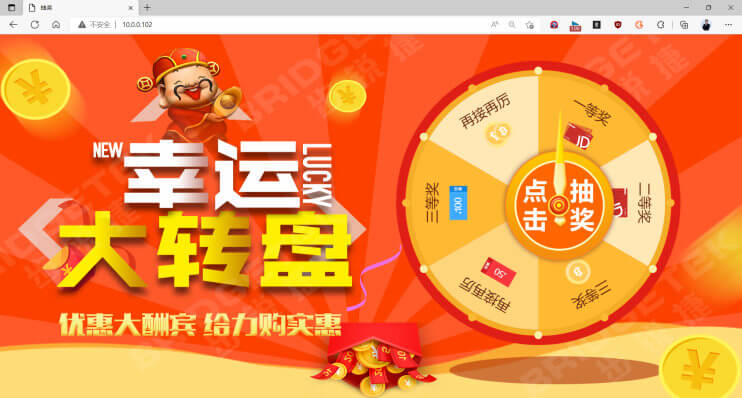 抽奖
不安全 | 10.0.0.102
NEW
幸运
LUCKY
大转盘
优惠大酬宾 给力购实惠
再接再厉
一等奖
JD
二等奖
三等奖
再接再厉
三等奖
点击
抽奖
BRIDGETEK